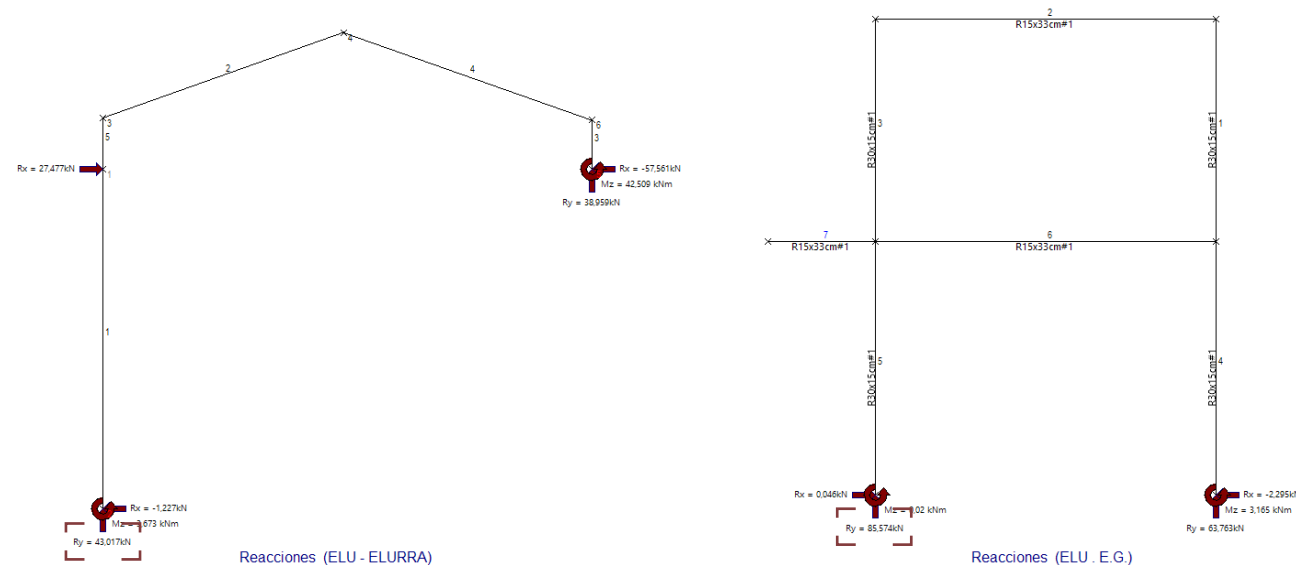 2
R15x33cm#1
4
2
4
3
5
6
3
3
R30x15cm#1
1
R30x15cm#1
Rx = 27,477kN
1
Rx = -57,561kN
Mz = 42,509 kNm
Ry = 38,959kN
7
R15x33cm#1
6
R15x33cm#1
1
5
R30x15cm#1
4
R30x15cm#1
Rx = -1,227kN
Ry = 43,017kN
Rx = 0,046kN
Ry = 85,574kN
Rx = -2,295kN
Mz = 3,165 kNm
Ry = 63,763kN
Reacciones (ELU - ELURRA)
Reacciones (ELU . E.G.)